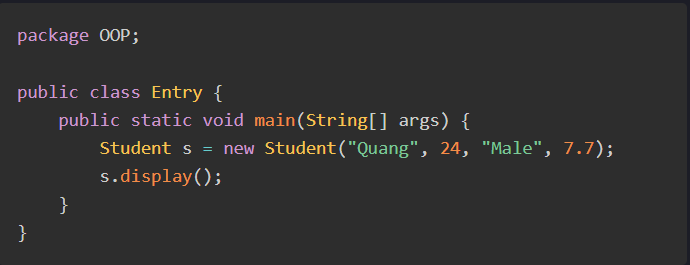 package OOP;
public class Entry {
    public static void main(String[] args) {
        Student s = new Student("Quang", 24, "Male", 7.7);
        s.display();
    }
}